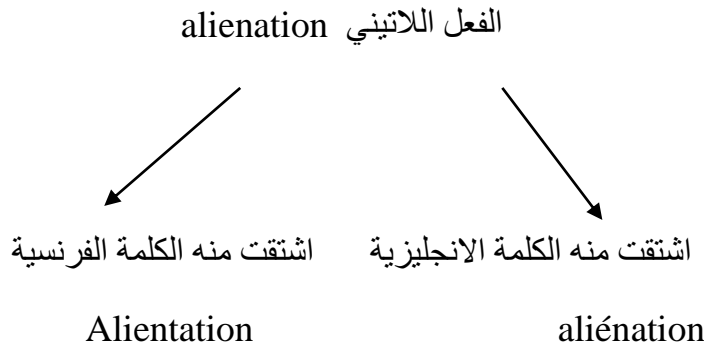 الفعل اللاتيني alienation
اشتقت منه الكلمة الانجليزية
اشتقت منه الكلمة الفرنسية
aliénation
Alientation